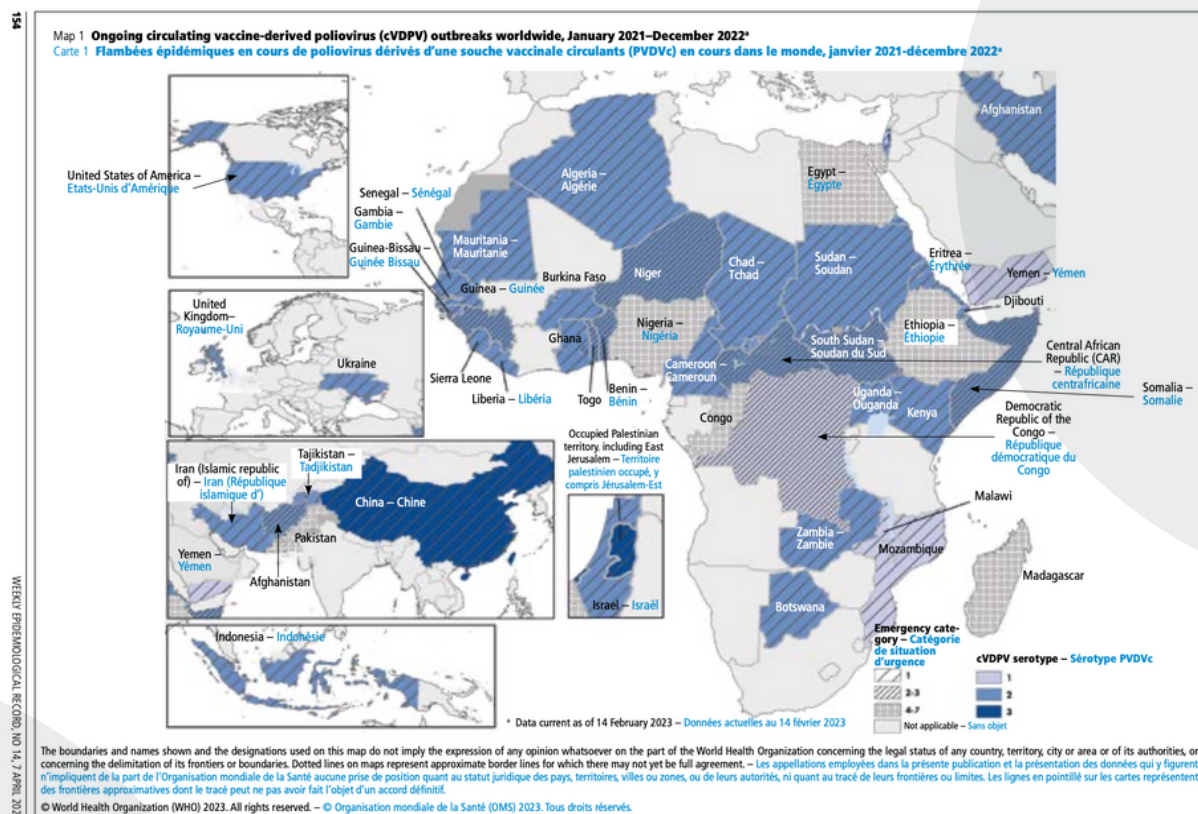 154
WEEKLY EPIDEMIOLOGICAL RECORD, NO 14, 7 APRIL 202
Map 1 Ongoing circulating vaccine-derived poliovirus (cVDPV) outbreaks worldwide, January 2021–December 2022ª
Carte 1 Flambées épidémiques en cours de poliovirus dérivés d'une souche vaccinale circulants (PVDVc) en cours dans le monde, janvier 2021-décembre 2022ª
United States of America –
Etats-Unis d'Amérique
Senegal – Sénégal
Gambia –
Gambie
Guinea-Bissau –
Guinée Bissau
Mauritania –
Mauritanie
Guinea – Guinée
Burkina Faso
Algeria –
Algérie
Niger
Chad –
Tchad
Egypt –
Égypte
Sudan –
Soudan
Afghanistan
Eritrea –
Érythrée
Yemen – Yémen
Djibouti
Ethiopia –
Éthiopie
Nigeria –
Nigéria
Ghana
Cameroon –
Cameroun
South Sudan –
Soudan du Sud
Central African
Republic (CAR)
– République
centrafricaine
Somalia –
Somalie
Sierra Leone
Liberia – Libéria
Togo
Benin –
Bénin
Congo
Uganda –
Ouganda
Kenya
Democratic
Republic of the
Congo –
République
démocratique du
Congo
Malawi
Zambia –
Zambie
Mozambique
Madagascar
Botswana
United
Kingdom–
Royaume-Uni
Ukraine
Iran (Islamic republic
of) – Iran (République
islamique d')
Tajikistan –
Tadjikistan
China – Chine
Pakistan
Yemen –
Yémen
Afghanistan
Occupied Palestinian
territory, including East
Jerusalem – Territoire
palestinien occupé, y
compris Jérusalem-Est
Israel – Israël
Indonesia – Indonésie
Emergency cate-
gory – Catégorie
de situation
d'urgence
1
2-3
4-7
Not applicable – Sans objet
cVDPV serotype – Sérotype PVDVc
1
2
3
ª Data current as of 14 February 2023 – Données actuelles au 14 février 2023
The boundaries and names shown and the designations used on this map do not imply the expression of any opinion whatsoever on the part of the World Health Organization concerning the legal status of any country, territory, city or area or of its authorities, or
concerning the delimitation of its frontiers or boundaries. Dotted lines on maps represent approximate border lines for which there may not yet be full agreement. – Les appellations employées dans la présente publication et la présentation des données qui y figurent
n'impliquent de la part de l'Organisation mondiale de la Santé aucune prise de position quant au statut juridique des pays, territoires, villes ou zones, ou de leurs autorités, ni quant au tracé de leurs frontières ou limites. Les lignes en pointillé sur les cartes représentent
des frontières approximatives dont le tracé peut ne pas avoir fait l'objet d'un accord définitif.
© World Health Organization (WHO) 2023. All rights reserved. – © Organisation mondiale de la Santé (OMS) 2023. Tous droits réservés.